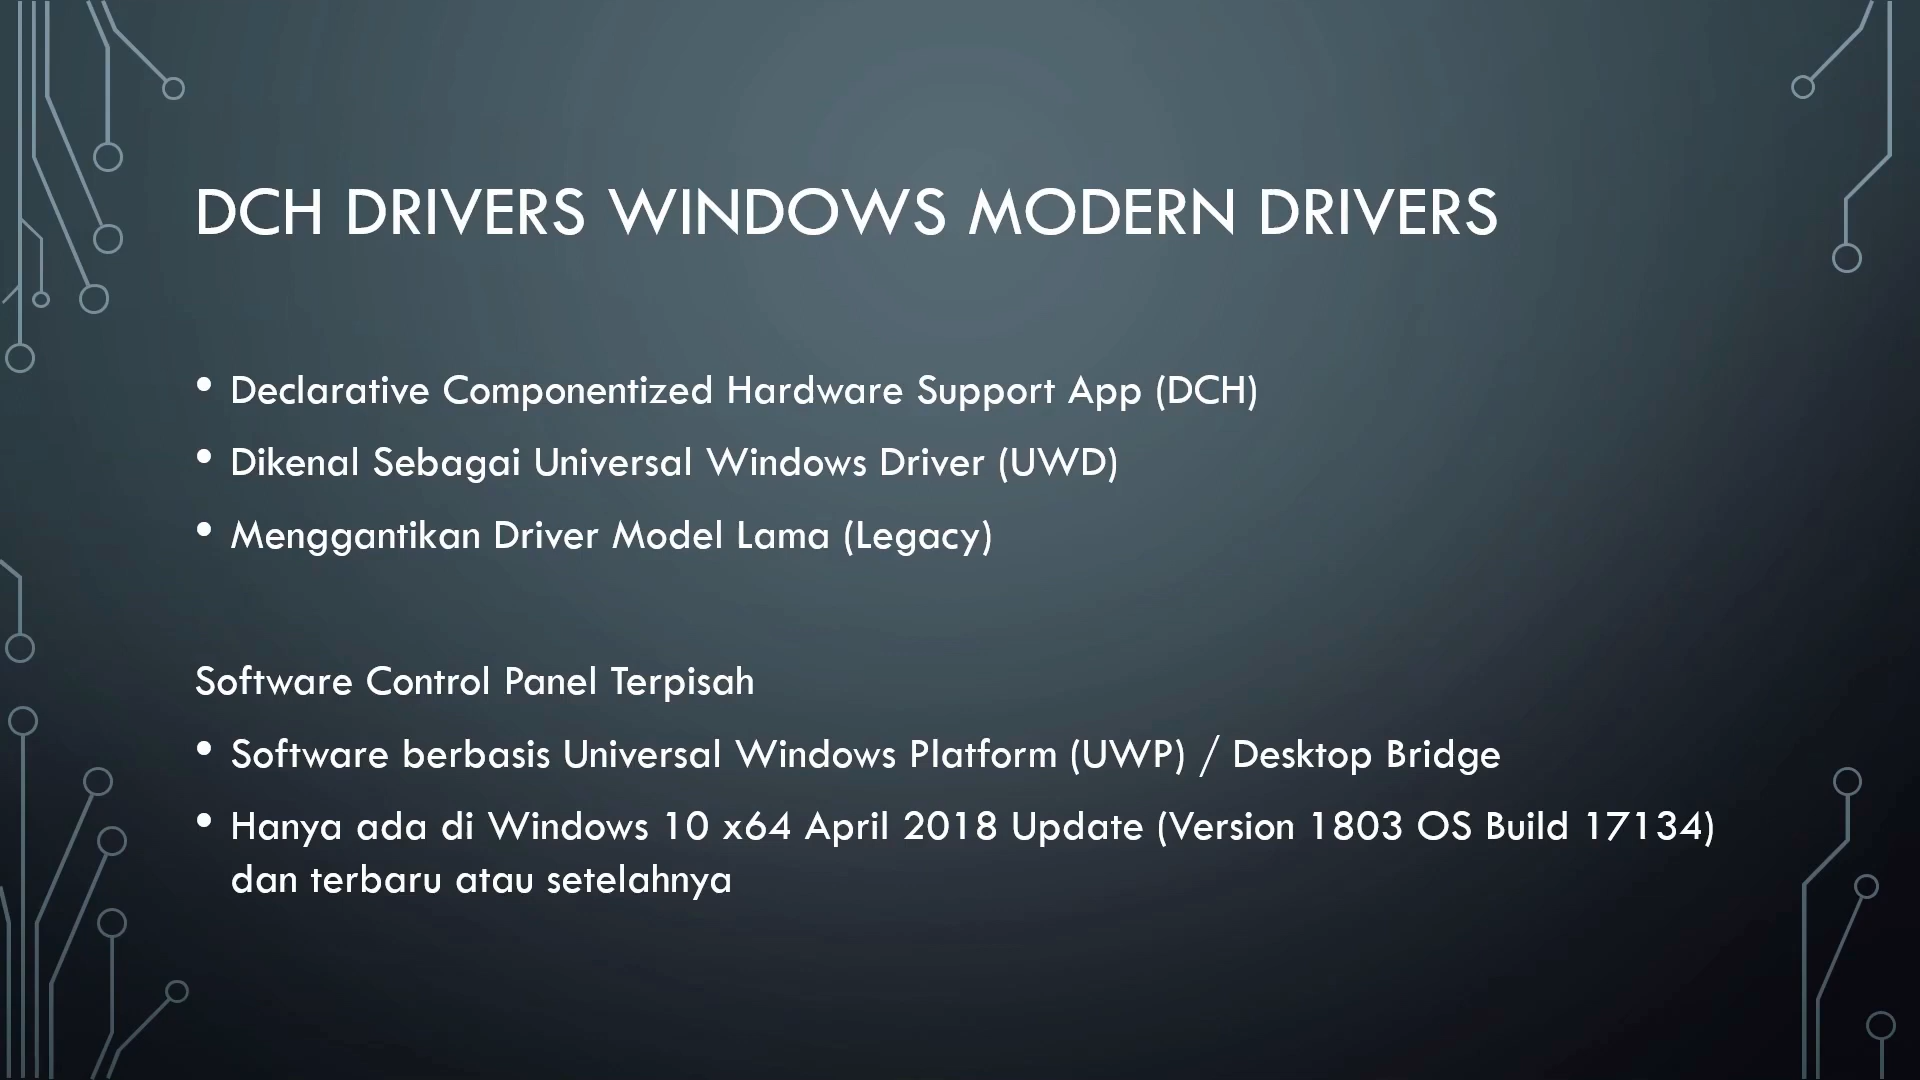 DCH DRIVERS WINDOWS MODERN DRIVERS
• Declarative Componentized Hardware Support App (DCH)
• Dikenal Sebagai Universal Windows Driver (UWD)
• Menggantikan Driver Model Lama (Legacy)
Software Control Panel Terpisah
• Software berbasis Universal Windows Platform (UWP) / Desktop Bridge
• Hanya ada di Windows 10 x64 April 2018 Update (Version 1803 OS Build 17134)
dan terbaru atau setelahnya